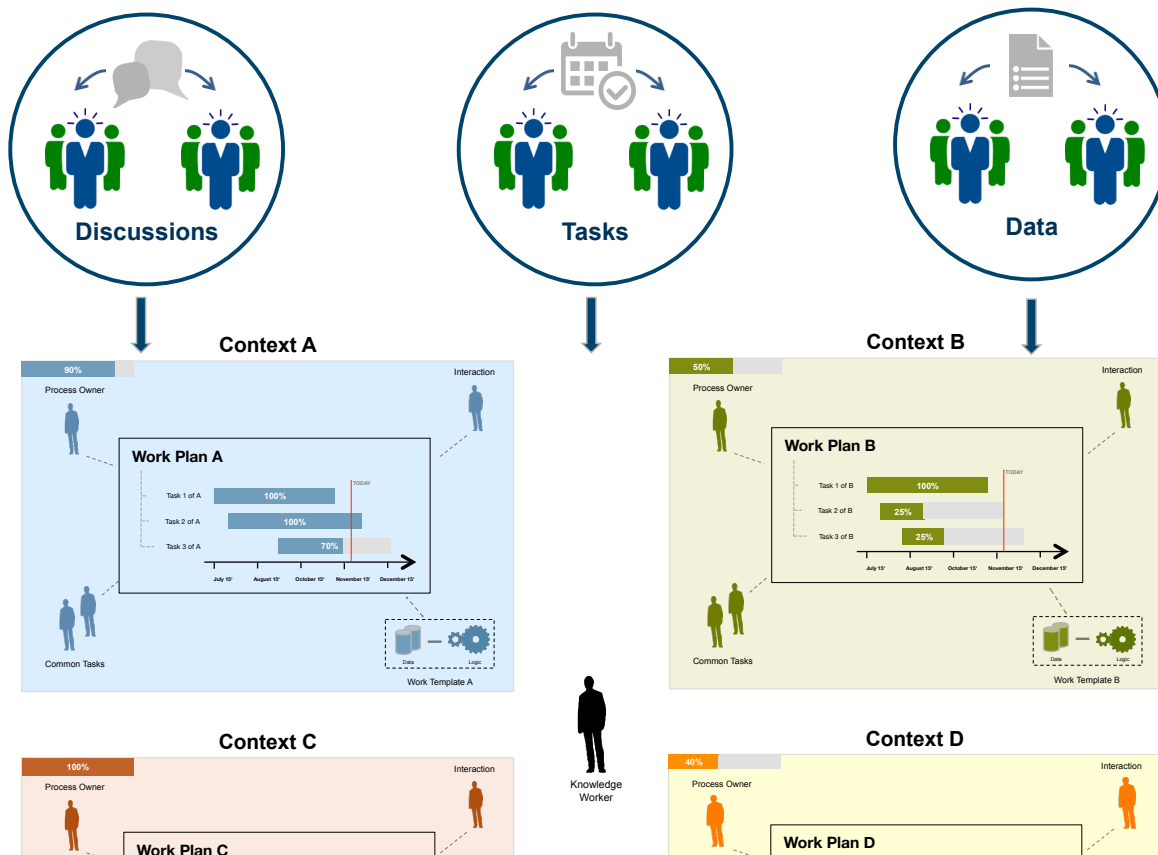 Discussions
Tasks
Data
Context A
90%
Process Owner
Interaction
Work Plan A
TODAY
Task 1 of A
100%
Task 2 of A
100%
Task 3 of A
70%
July 15'
August 15'
October 15'
November 15'
December 15'
Common Tasks
Data
Logic
Work Template A
Context B
50%
Process Owner
Interaction
Work Plan B
TODAY
Task 1 of B
100%
Task 2 of B
25%
Task 3 of B
25%
July 15'
August 15'
October 15'
November 15'
December 15'
Common Tasks
Data
Logic
Work Template B
Knowledge
Worker
Context C
100%
Process Owner
Interaction
Work Plan C
Context D
40%
Process Owner
Interaction
Work Plan D